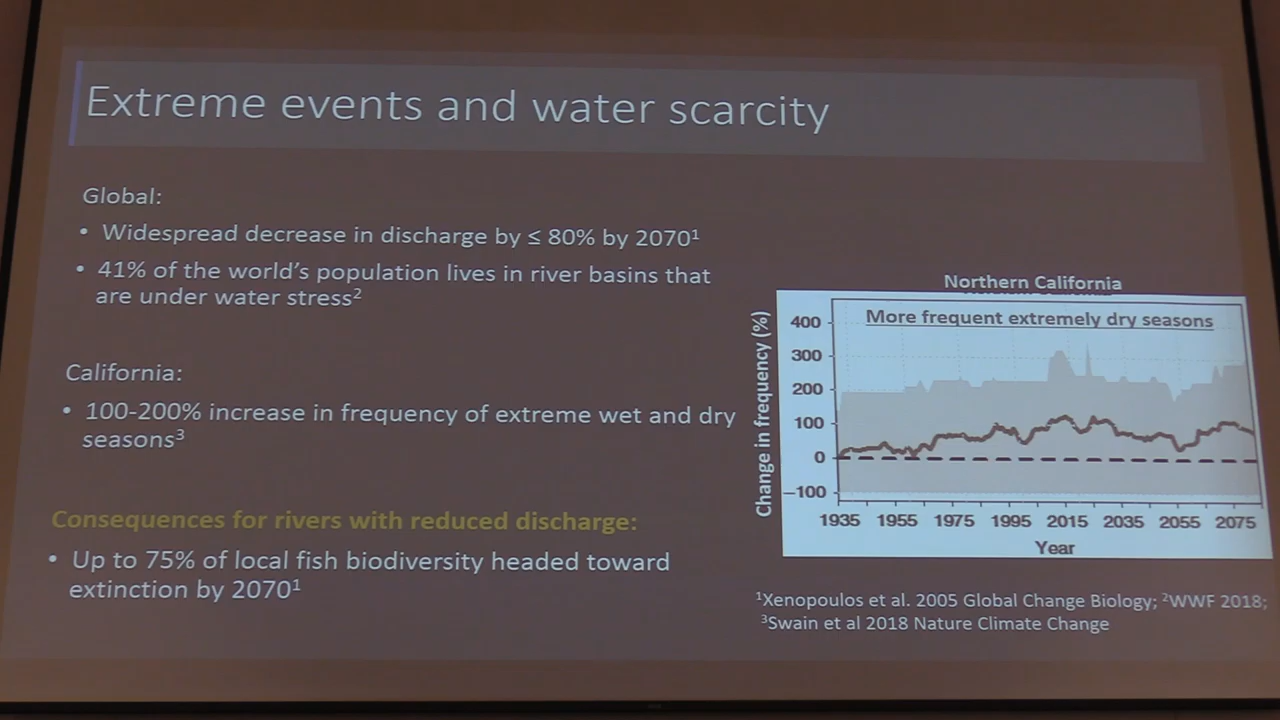 Extreme events and water scarcity
Global:
• Widespread decrease in discharge by ≤ 80% by 2070¹
• 41% of the world's population lives in river basins that
are under water stress²
California:
• 100-200% increase in frequency of extreme wet and dry
seasons³
Consequences for rivers with reduced discharge:
• Up to 75% of local fish biodiversity headed toward
extinction by 2070¹
Northern California
More frequent extremely dry seasons
Change in frequency (%)
400
300
200
100
0
−100
1935 1955 1975 1995 2015 2035 2055 2075
Year
¹Xenopoulos et al. 2005 Global Change Biology; ²WWF 2018;
³Swain et al 2018 Nature Climate Change